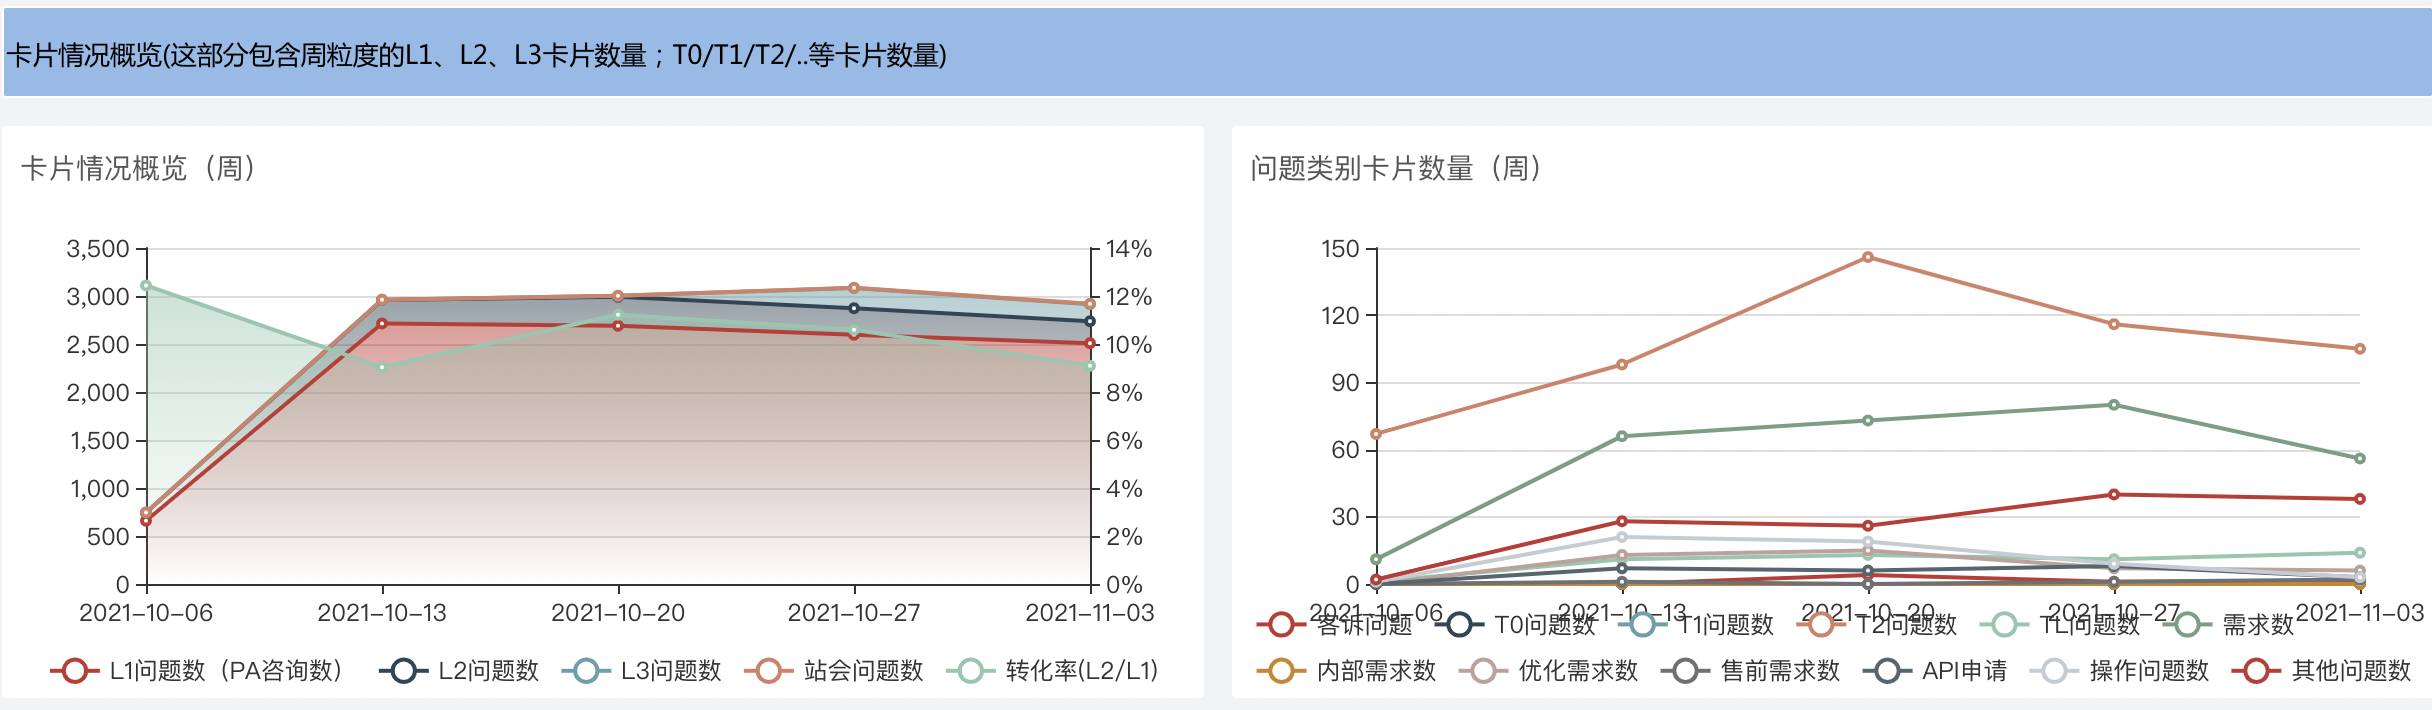 卡片情况概览(这部分包含周粒度的L1、L2、L3卡片数量；T0/T1/T2/..等卡片数量)
卡片情况概览（周）
3,500
3,000
2,500
2,000
1,500
1,000
500
0
14%
12%
10%
8%
6%
4%
2%
0%
2021-10-06 2021-10-13 2021-10-20 2021-10-27 2021-11-03
L1问题数（PA咨询数） L2问题数 L3问题数 站会问题数 转化率(L2/L1)
问题类别卡片数量（周）
150
120
90
60
30
0
2021-10-06 2021-10-13 2021-10-20 2021-10-27 2021-11-03
客诉问题 T0问题数 T1问题数 T2问题数 TL问题数 需求数
内部需求数 优化需求数 售前需求数 API申请 操作问题数 其他问题数